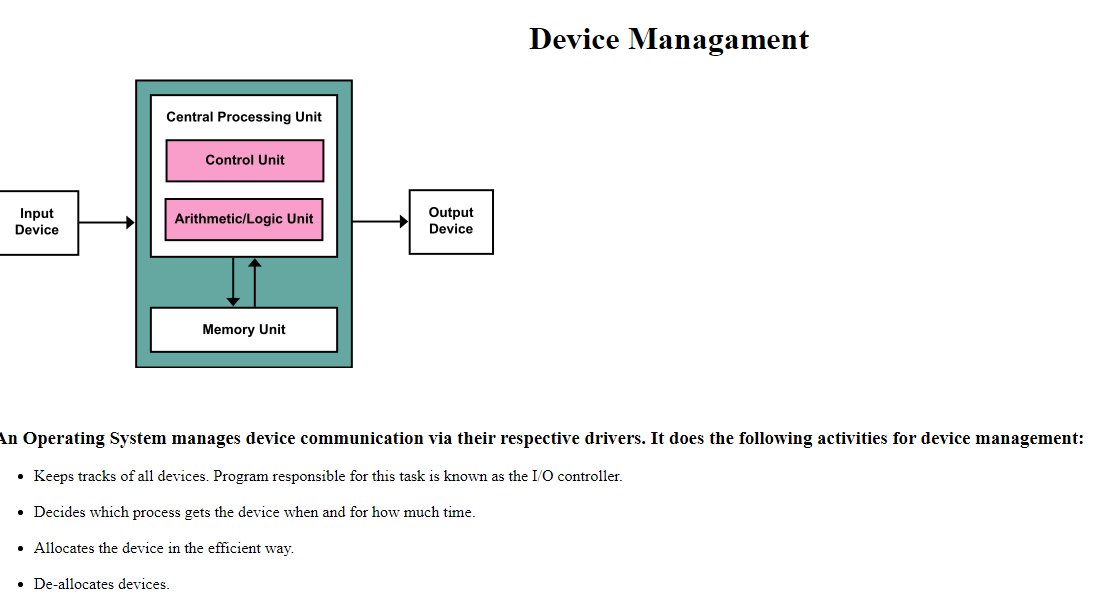 Device Managament
Central Processing Unit
Control Unit
Arithmetic/Logic Unit
Input
Device
Output
Device
Memory Unit
An Operating System manages device communication via their respective drivers. It does the following activities for device management:
• Keeps tracks of all devices. Program responsible for this task is known as the I/O controller.
• Decides which process gets the device when and for how much time.
• Allocates the device in the efficient way.
• De-allocates devices.